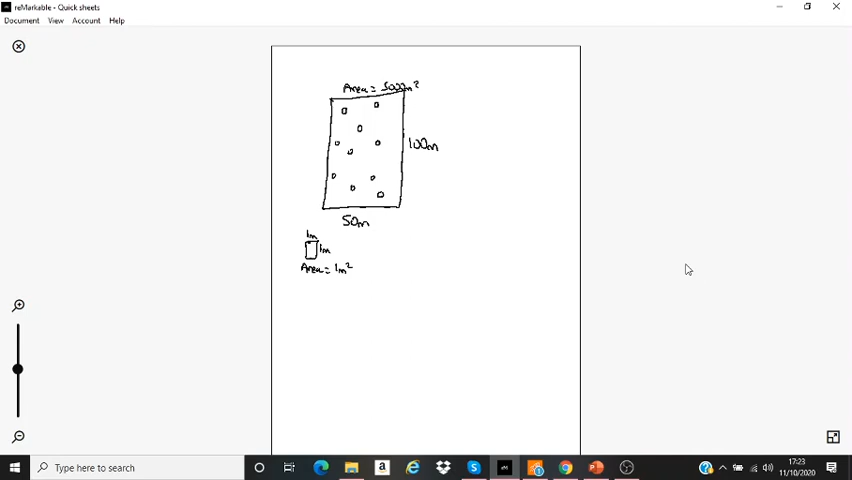 reMarkable - Quick sheets
Document View Account Help
Area = 5000m²
100m
50m
1m
1m
Area = 1m²
Type here to search
17:23
11/10/2020